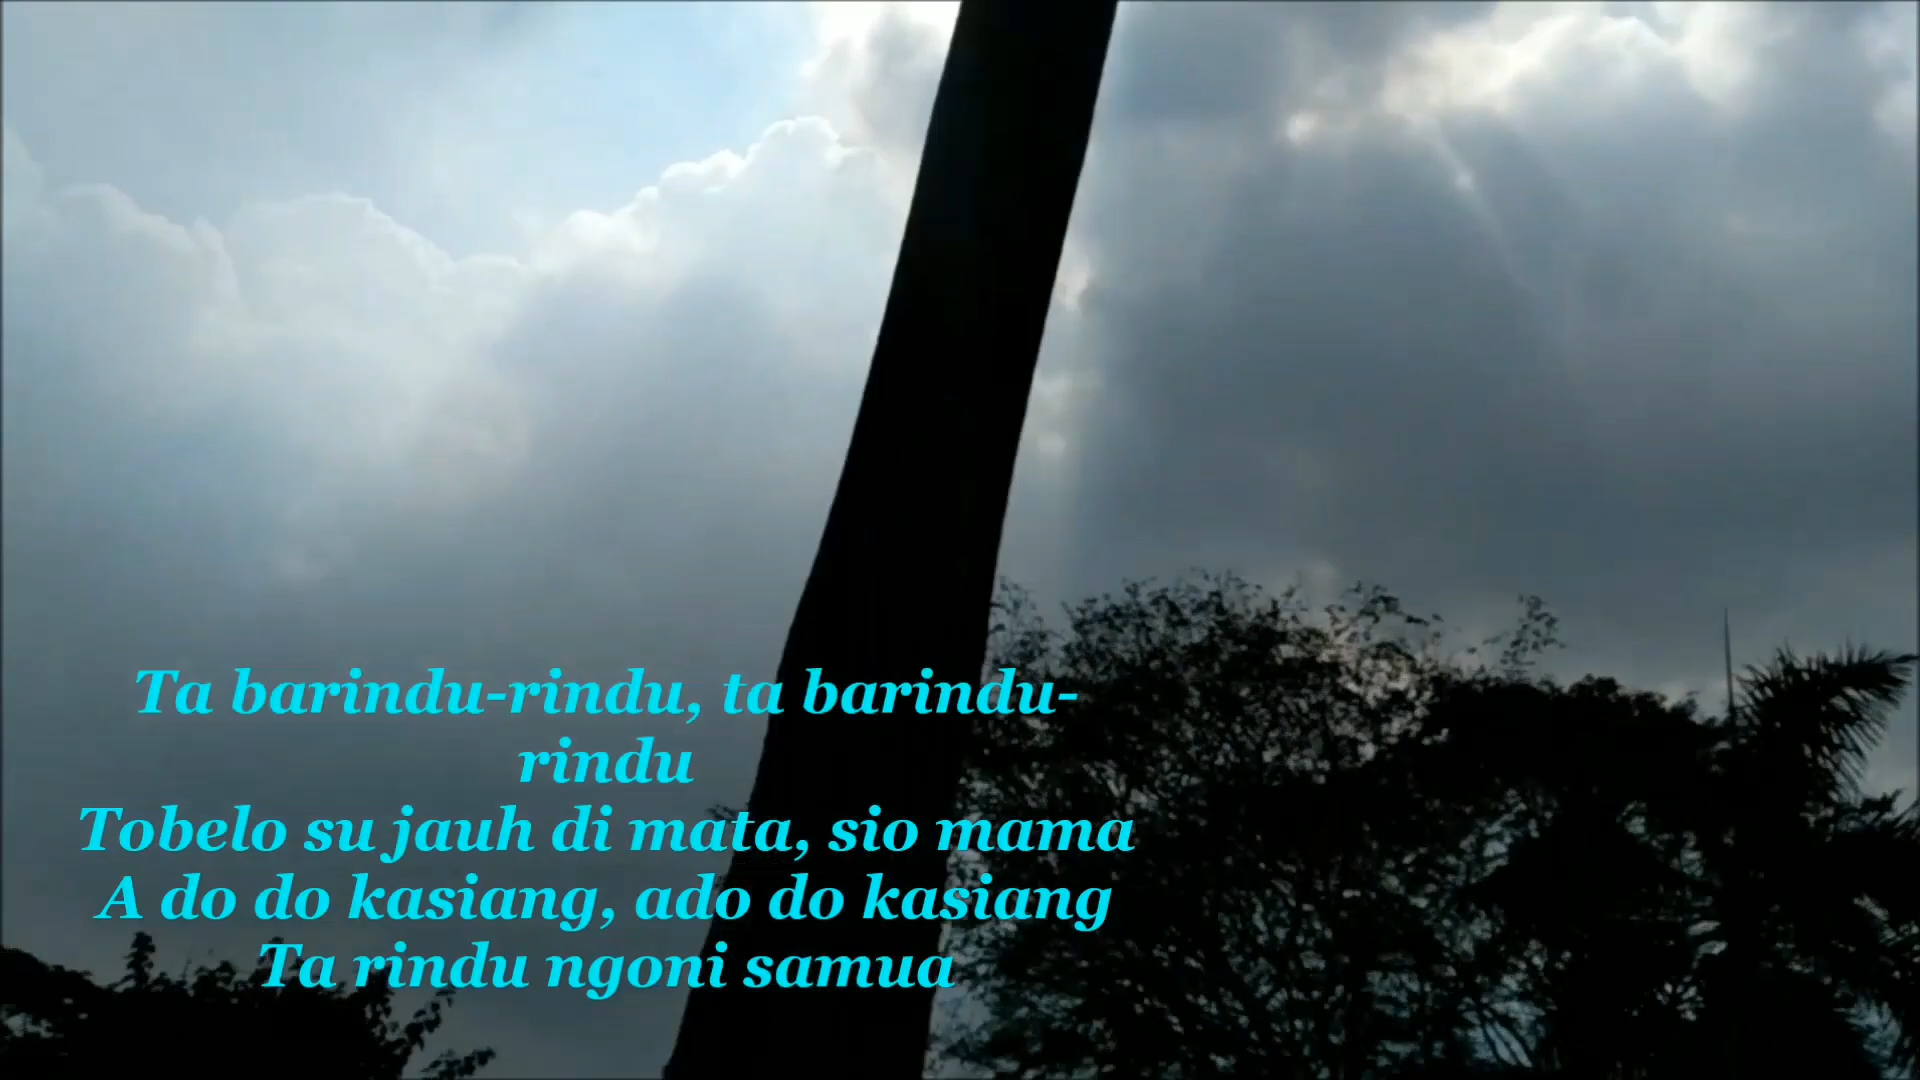 Ta barindu-rindu, ta barindu-
rindu
Tobelo su jauh di mata, sio mama
A do do kasiang, ado do kasiang
Ta rindu ngoni samua